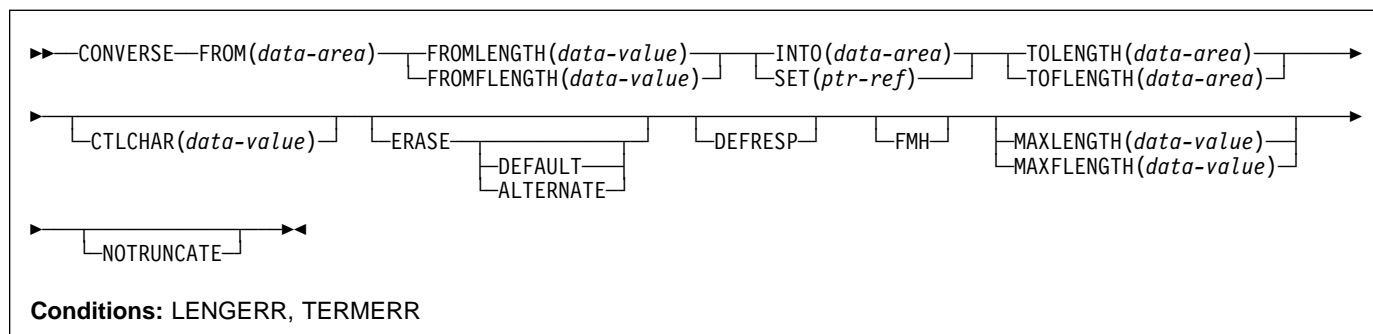 CONVERSE FROM(data-area) FROMLENGTH(data-value) INTO(data-area) TOLENGTH(data-area)
FROMFLENGTH(data-value) SET(ptr-ref) TOFLENGTH(data-area)
CTLCHAR(data-value) ERASE DEFRESP FMH MAXLENGTH(data-value)
DEFAULT MAXFLENGTH(data-value)
ALTERNATE
NOTRUNCATE
Conditions: LENGERR, TERMERR